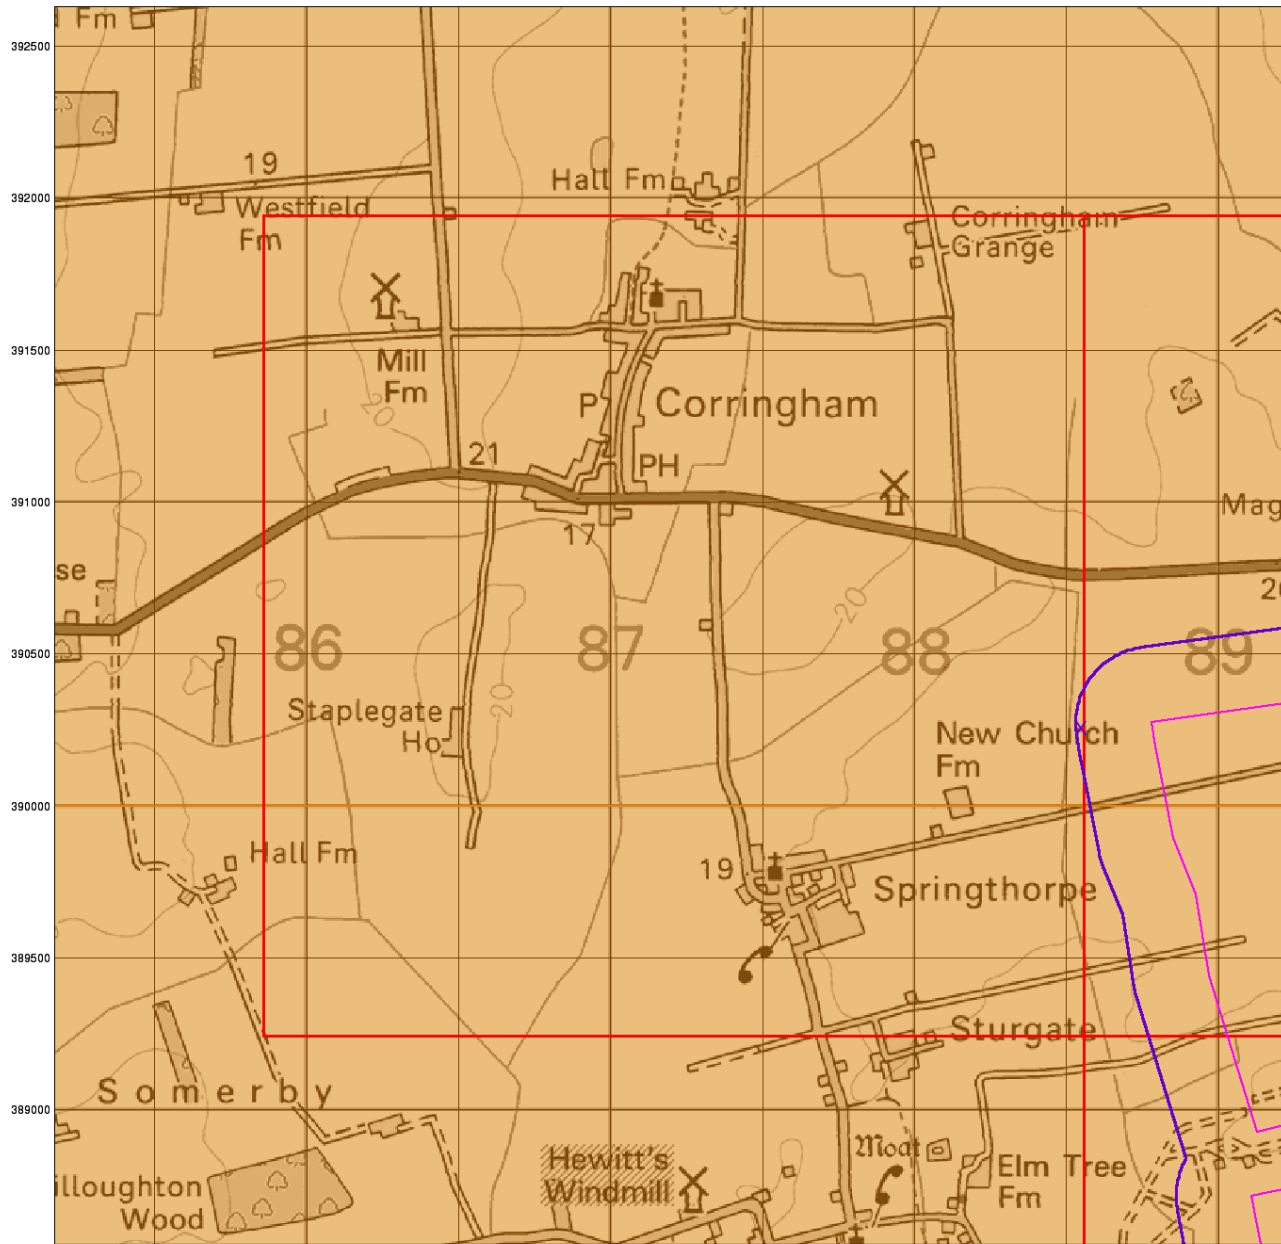 Fm
392500
19
Hall Fm
392000
Westfield
Fm
Corringham
Grange
391500
Mill
Fm
20
P
Corringham
21
PH
391000
Mag
17
se
20
20
390500
86
87
88
89
Staplegate
Ho
20
New Church
Fm
390000
Hall Fm
19
Springthorpe
389500
Sturgate
Somerby
389000
Moat
Hewitt's
Windmill
Elm Tree
Fm
illoughton
Wood